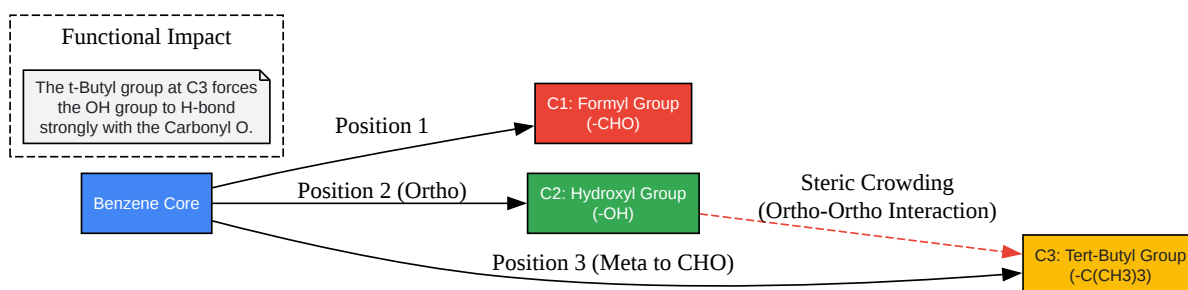 Functional Impact
The t-Butyl group at C3 forces
the OH group to H-bond
strongly with the Carbonyl O.
Position 1
C1: Formyl Group
(-CHO)
Benzene Core
Position 2 (Ortho)
C2: Hydroxyl Group
(-OH)
Steric Crowding
(Ortho-Ortho Interaction)
Position 3 (Meta to CHO)
C3: Tert-Butyl Group
(-C(CH3)3)